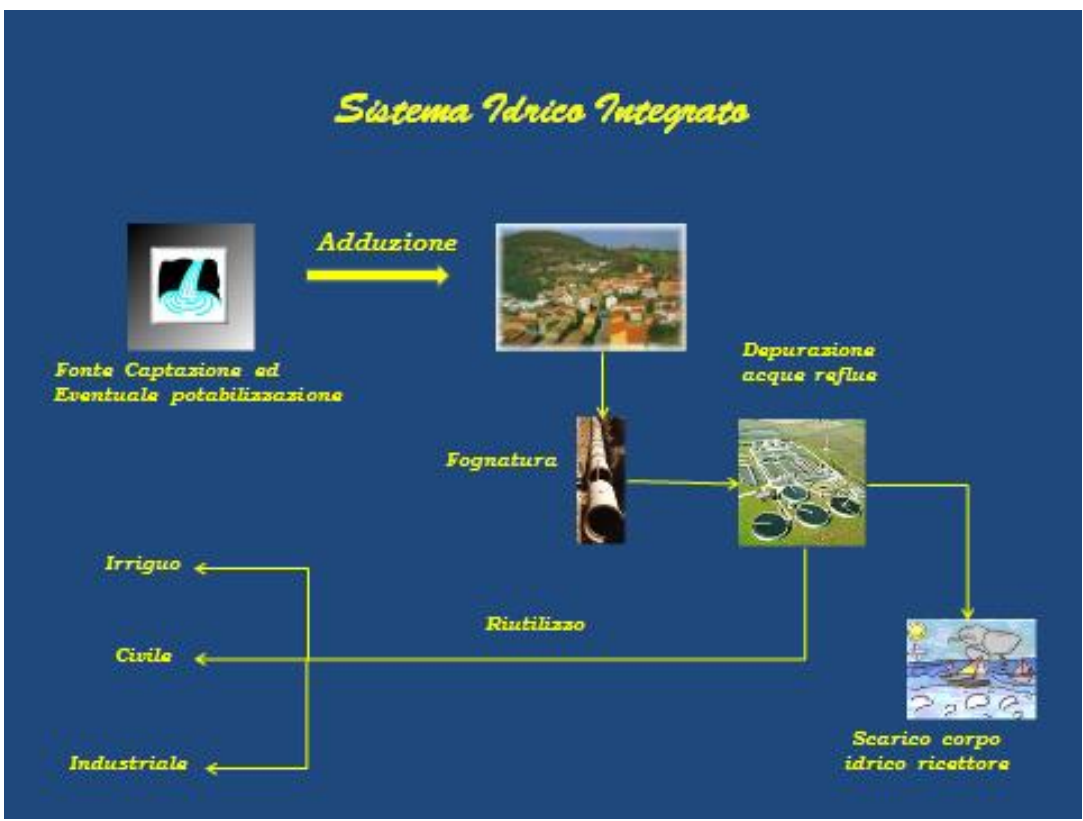 Sistema Idrico Integrato
Adduzione
Fonte Captazione ed
Eventuale potabilizzazione
Depurazione
acque reflue
Fognatura
Irriguo
Riutilizzo
Civile
Scarico corpo
idrico ricettore
Industriale